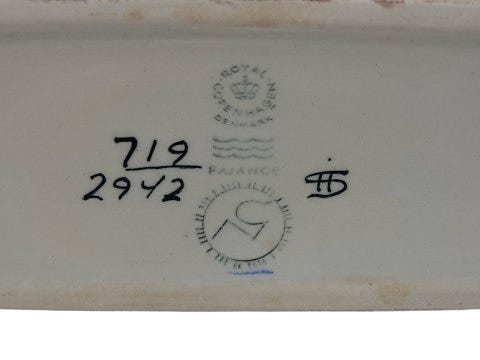 ROYAL
COPENHAGEN
DENMARK
FAJANCE
719
2942